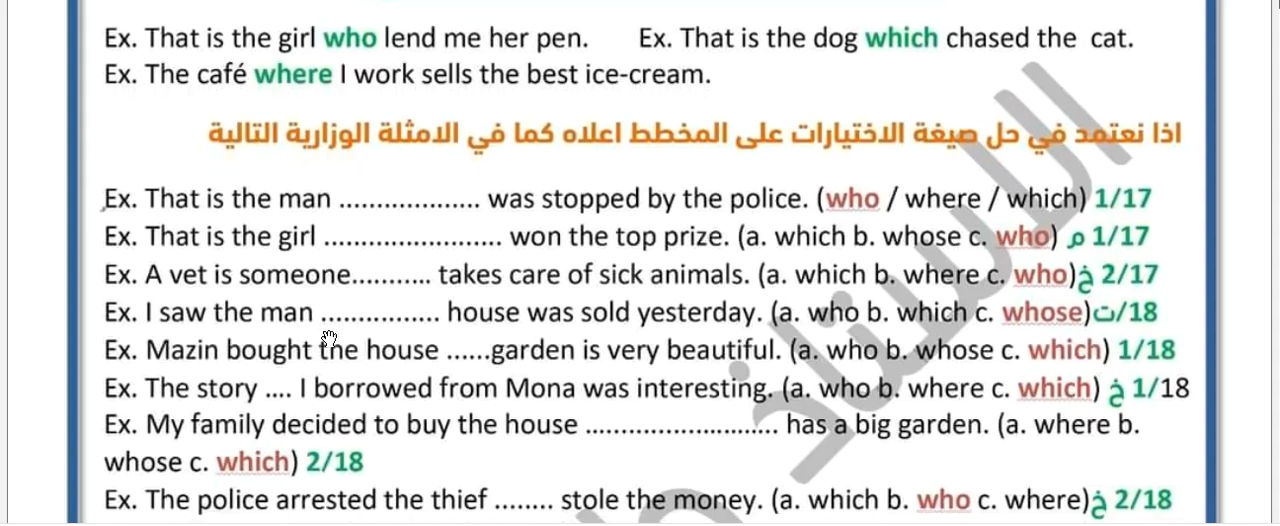 Ex. That is the girl who lend me her pen. Ex. That is the dog which chased the cat.
Ex. The café where I work sells the best ice-cream.
اذا نعتمد في حل صيغة الاختيارات على المخطط اعلاه كما في الامثلة الوزارية التالية
Ex. That is the man .................... was stopped by the police. (who / where / which) 1/17
Ex. That is the girl ......................... won the top prize. (a. which b. whose c. who) م 1/17
Ex. A vet is someone........... takes care of sick animals. (a. which b. where c. who)خ 2/17
Ex. I saw the man ................. house was sold yesterday. (a. who b. which c. whose)ت/18
Ex. Mazin bought the house ......garden is very beautiful. (a. who b. whose c. which) 1/18
Ex. The story .... I borrowed from Mona was interesting. (a. who b. where c. which) خ 1/18
Ex. My family decided to buy the house ............................ has a big garden. (a. where b.
whose c. which) 2/18
Ex. The police arrested the thief ........ stole the money. (a. which b. who c. where)خ 2/18
الاستاذ